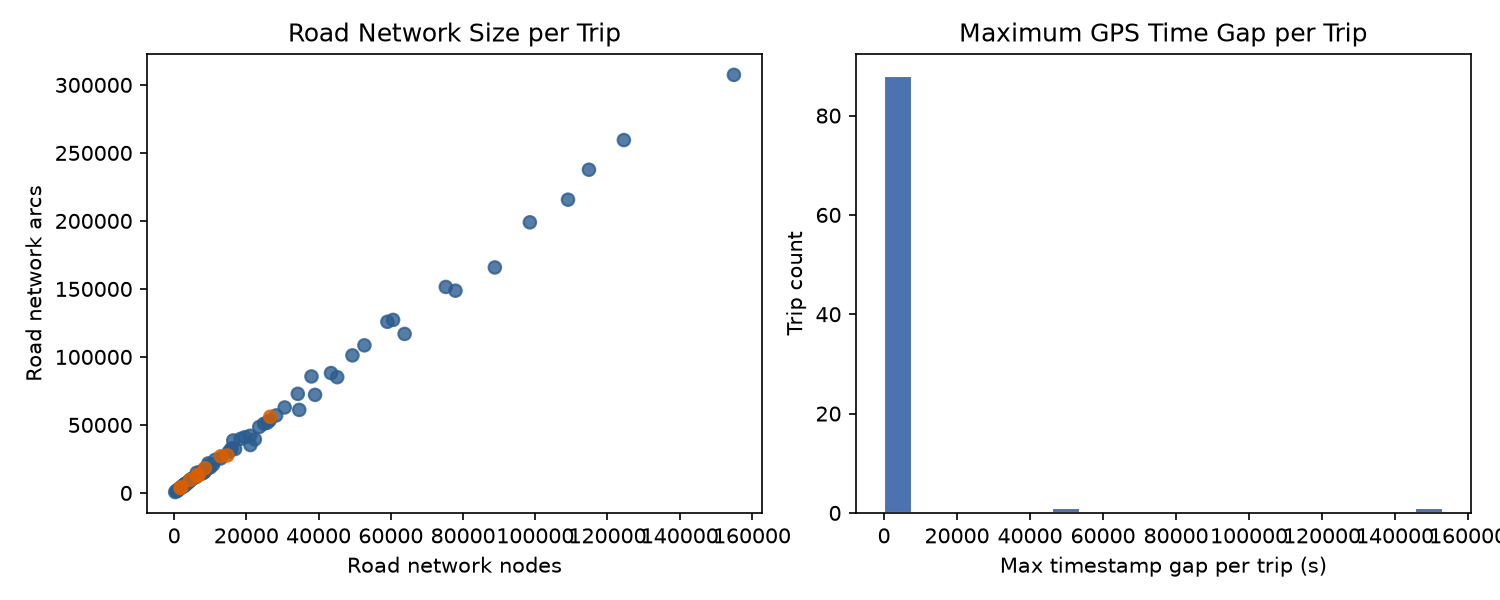 Road Network Size per Trip
Road network arcs
300000
250000
200000
150000
100000
50000
0
0 20000 40000 60000 80000 100000 120000 140000 160000
Road network nodes
Maximum GPS Time Gap per Trip
Trip count
80
60
40
20
0
0 20000 40000 60000 80000 100000 120000 140000 160000
Max timestamp gap per trip (s)